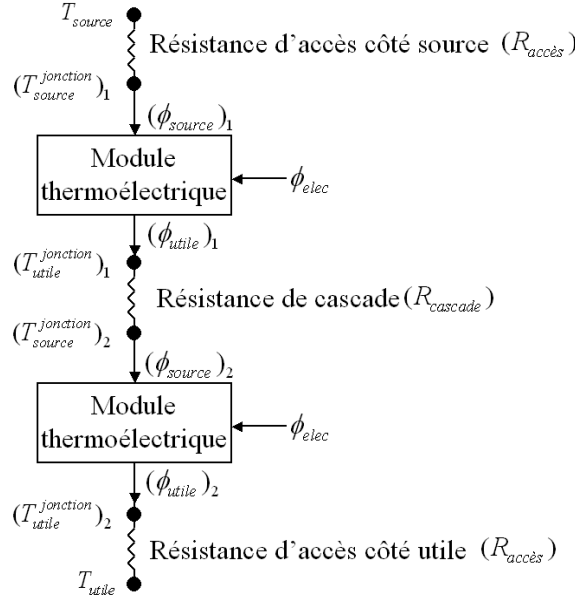 T_source
Résistance d'accès côté source (R_accès)
(T_source^jonction)_1
(ϕ_source)_1
Module
thermoélectrique
ϕ_elec
(ϕ_utile)_1
(T_utile^jonction)_1
Résistance de cascade (R_cascade)
(T_source^jonction)_2
(ϕ_source)_2
Module
thermoélectrique
ϕ_elec
(ϕ_utile)_2
(T_utile^jonction)_2
Résistance d'accès côté utile (R_accès)
T_utile